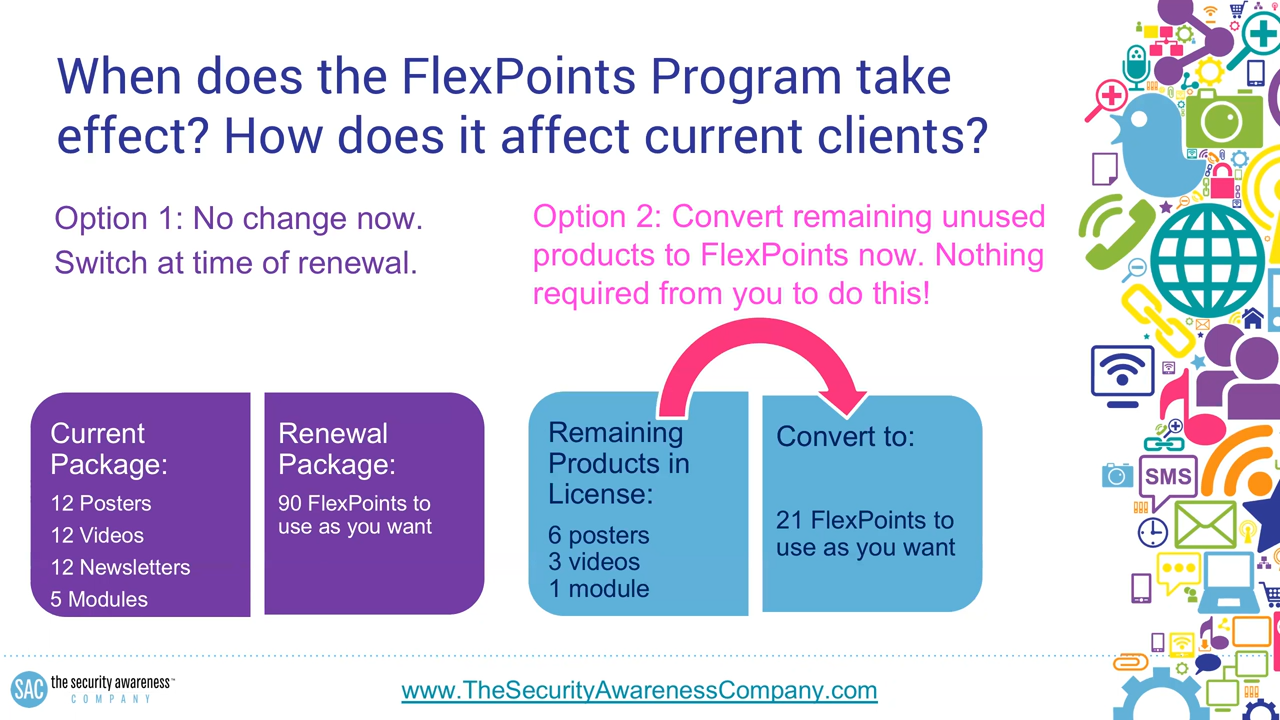 When does the FlexPoints Program take
effect? How does it affect current clients?
Option 1: No change now.
Switch at time of renewal.
Option 2: Convert remaining unused
products to FlexPoints now. Nothing
required from you to do this!
Current
Package:
12 Posters
12 Videos
12 Newsletters
5 Modules
Renewal
Package:
90 FlexPoints to
use as you want
Remaining
Products in
License:
6 posters
3 videos
1 module
Convert to:
21 FlexPoints to
use as you want
SMS
SAC
the security awareness™
COMPANY
www.TheSecurityAwarenessCompany.com